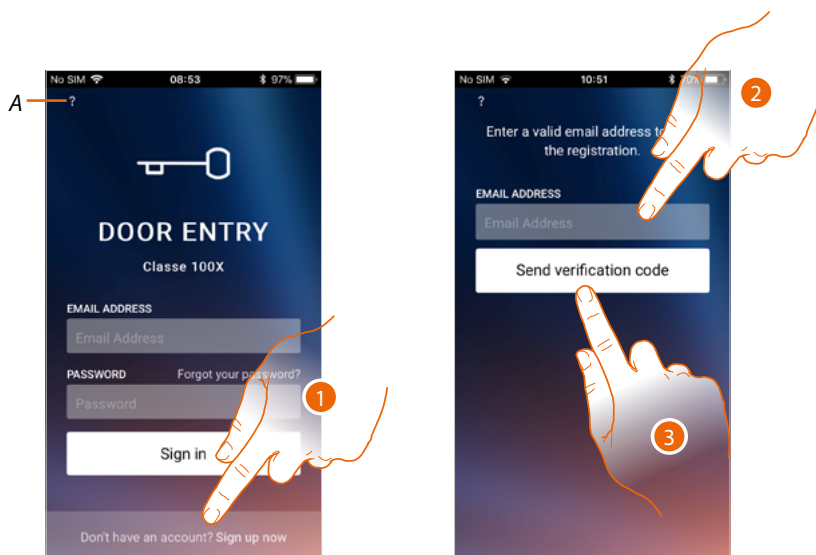 No SIM 08:53 97%
A
?
DOOR ENTRY
Classe 100X
EMAIL ADDRESS
Email Address
PASSWORD Forgot your password?
Password
Sign in
Don't have an account? Sign up now
1
No SIM 10:51 70%
?
Enter a valid email address to
the registration.
EMAIL ADDRESS
Email Address
Send verification code
2
3